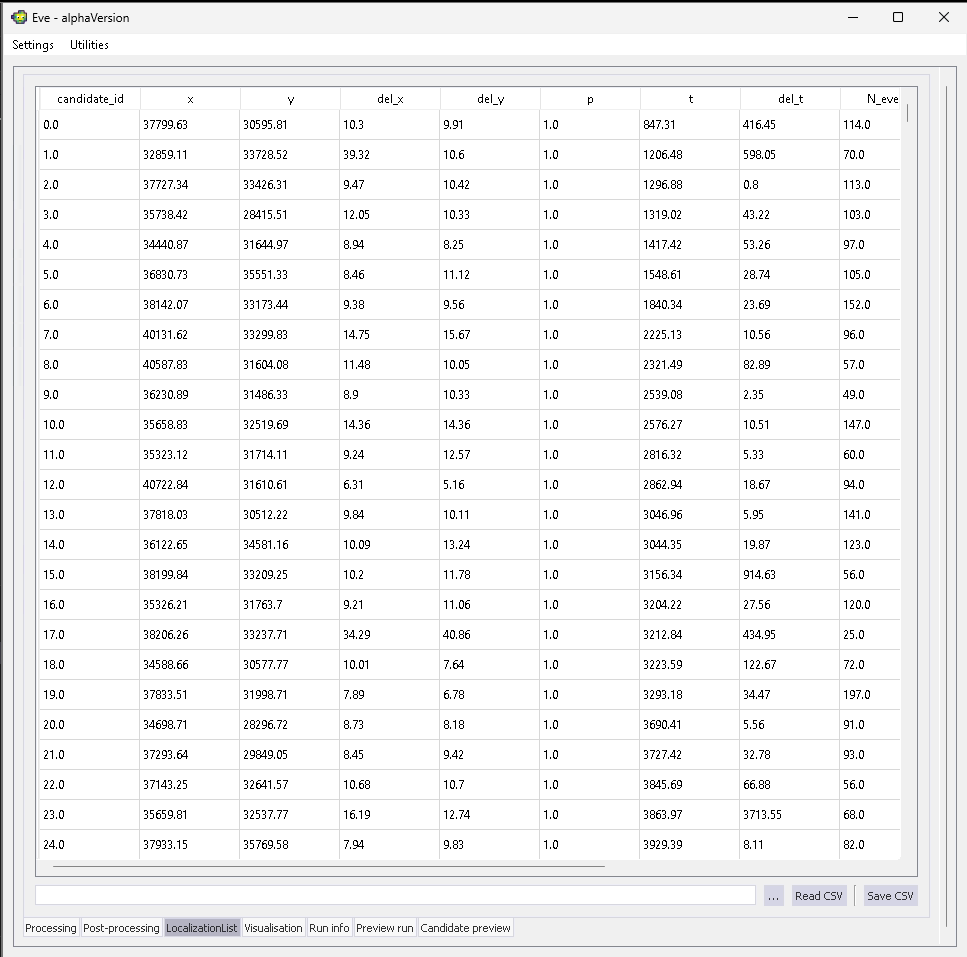 Eve - alphaVersion
Settings Utilities
candidate_id x y del_x del_y p t del_t N_eve
0.0 37799.63 30595.81 10.3 9.91 1.0 847.31 416.45 114.0
1.0 32859.11 33728.52 39.32 10.6 1.0 1206.48 598.05 70.0
2.0 37727.34 33426.31 9.47 10.42 1.0 1296.88 0.8 113.0
3.0 35738.42 28415.51 12.05 10.33 1.0 1319.02 43.22 103.0
4.0 34440.87 31644.97 8.94 8.25 1.0 1417.42 53.26 97.0
5.0 36830.73 35551.33 8.46 11.12 1.0 1548.61 28.74 105.0
6.0 38142.07 33173.44 9.38 9.56 1.0 1840.34 23.69 152.0
7.0 40131.62 33299.83 14.75 15.67 1.0 2225.13 10.56 96.0
8.0 40587.83 31604.08 11.48 10.05 1.0 2321.49 82.89 57.0
9.0 36230.89 31486.33 8.9 10.33 1.0 2539.08 2.35 49.0
10.0 35658.83 32519.69 14.36 14.36 1.0 2576.27 10.51 147.0
11.0 35323.12 31714.11 9.24 12.57 1.0 2816.32 5.33 60.0
12.0 40722.84 31610.61 6.31 5.16 1.0 2862.94 18.67 94.0
13.0 37818.03 30512.22 9.84 10.11 1.0 3046.96 5.95 141.0
14.0 36122.65 34581.16 10.09 13.24 1.0 3044.35 19.87 123.0
15.0 38199.84 33209.25 10.2 11.78 1.0 3156.34 914.63 56.0
16.0 35326.21 31763.7 9.21 11.06 1.0 3204.22 27.56 120.0
17.0 38206.26 33237.71 34.29 40.86 1.0 3212.84 434.95 25.0
18.0 34588.66 30577.77 10.01 7.64 1.0 3223.59 122.67 72.0
19.0 37833.51 31998.71 7.89 6.78 1.0 3293.18 34.47 197.0
20.0 34698.71 28296.72 8.73 8.18 1.0 3690.41 5.56 91.0
21.0 37293.64 29849.05 8.45 9.42 1.0 3727.42 32.78 93.0
22.0 37143.25 32641.57 10.68 10.7 1.0 3845.69 66.88 56.0
23.0 35659.81 32537.77 16.19 12.74 1.0 3863.97 3713.55 68.0
24.0 37933.15 35769.58 7.94 9.83 1.0 3929.39 8.11 82.0
... Read CSV Save CSV
Processing Post-processing LocalizationList Visualisation Run info Preview run Candidate preview